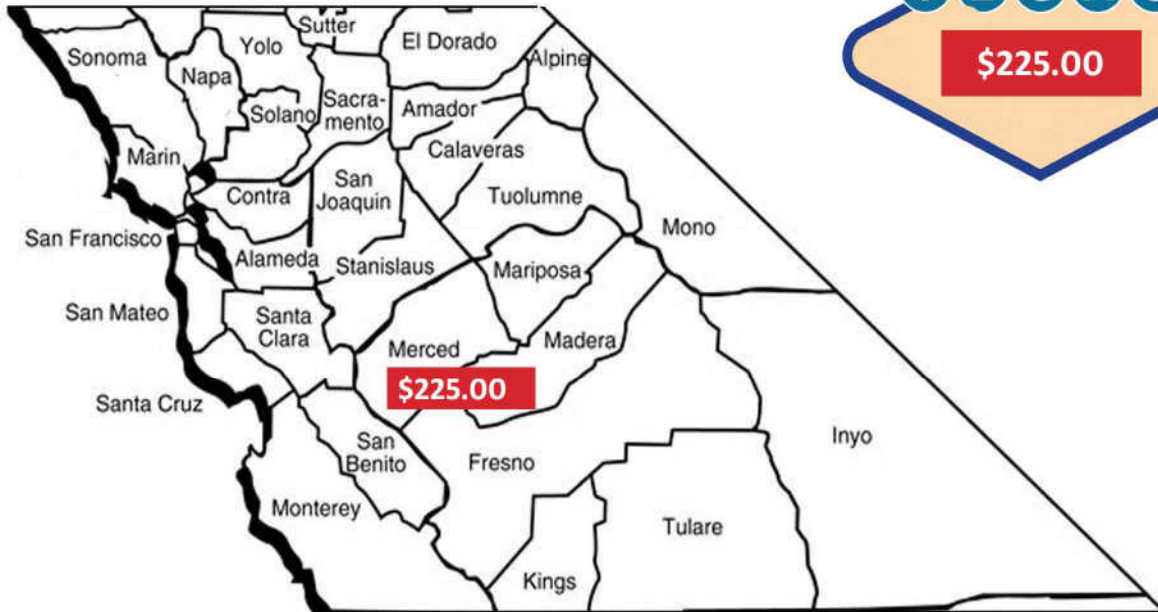 Sutter
Yolo
El Dorado
Sonoma
Alpine
$225.00
Napa
Sacra-
mento
Amador
Solano
Calaveras
Marin
San
Joaquin
Contra
Tuolumne
Mono
San Francisco
Alameda
Stanislaus
Mariposa
San Mateo
Santa
Clara
Merced
Madera
$225.00
Santa Cruz
San
Benito
Fresno
Inyo
Monterey
Tulare
Kings